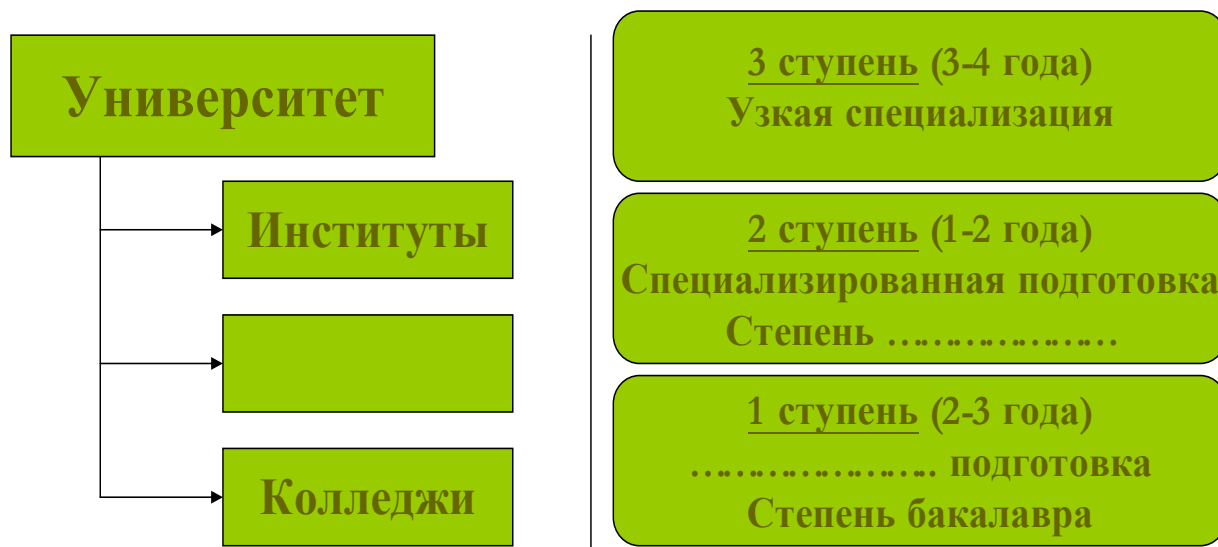 Университет
Институты
Колледжи
3 ступень (3-4 года)
Узкая специализация
2 ступень (1-2 года)
Специализированная подготовка
Степень …………………
1 ступень (2-3 года)
………………….. подготовка
Степень бакалавра